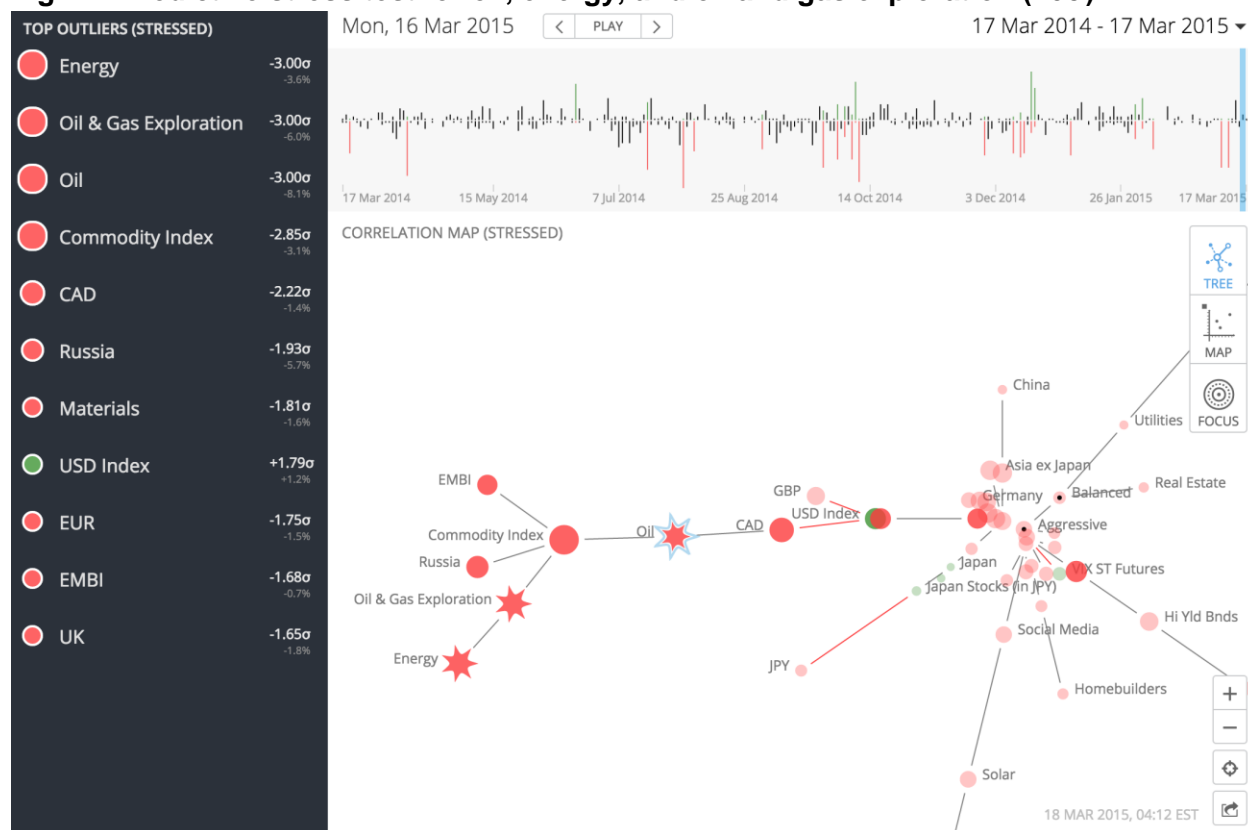 TOP OUTLIERS (STRESSED)
Energy
-3.00σ
-3.6%
Oil & Gas Exploration
-3.00σ
-6.0%
Oil
-3.00σ
-8.1%
Commodity Index
-2.85σ
-3.1%
CAD
-2.22σ
-1.4%
Russia
-1.93σ
-5.7%
Materials
-1.81σ
-1.6%
USD Index
+1.79σ
+1.2%
EUR
-1.75σ
-1.5%
EMBI
-1.68σ
-0.7%
UK
-1.65σ
-1.8%
Mon, 16 Mar 2015
PLAY
17 Mar 2014 - 17 Mar 2015
17 Mar 2014
15 May 2014
7 Jul 2014
25 Aug 2014
14 Oct 2014
3 Dec 2014
26 Jan 2015
17 Mar 2015
CORRELATION MAP (STRESSED)
TREE
MAP
FOCUS
China
Utilities
Asia ex Japan
EMBI
GBP
Germany
Balanced
Real Estate
USD Index
Commodity Index
Oil
CAD
Aggressive
Russia
Japan
VIX ST Futures
Oil & Gas Exploration
Japan Stocks (in JPY)
Hi Yld Bnds
Social Media
Energy
JPY
Homebuilders
Solar
18 MAR 2015, 04:12 EST